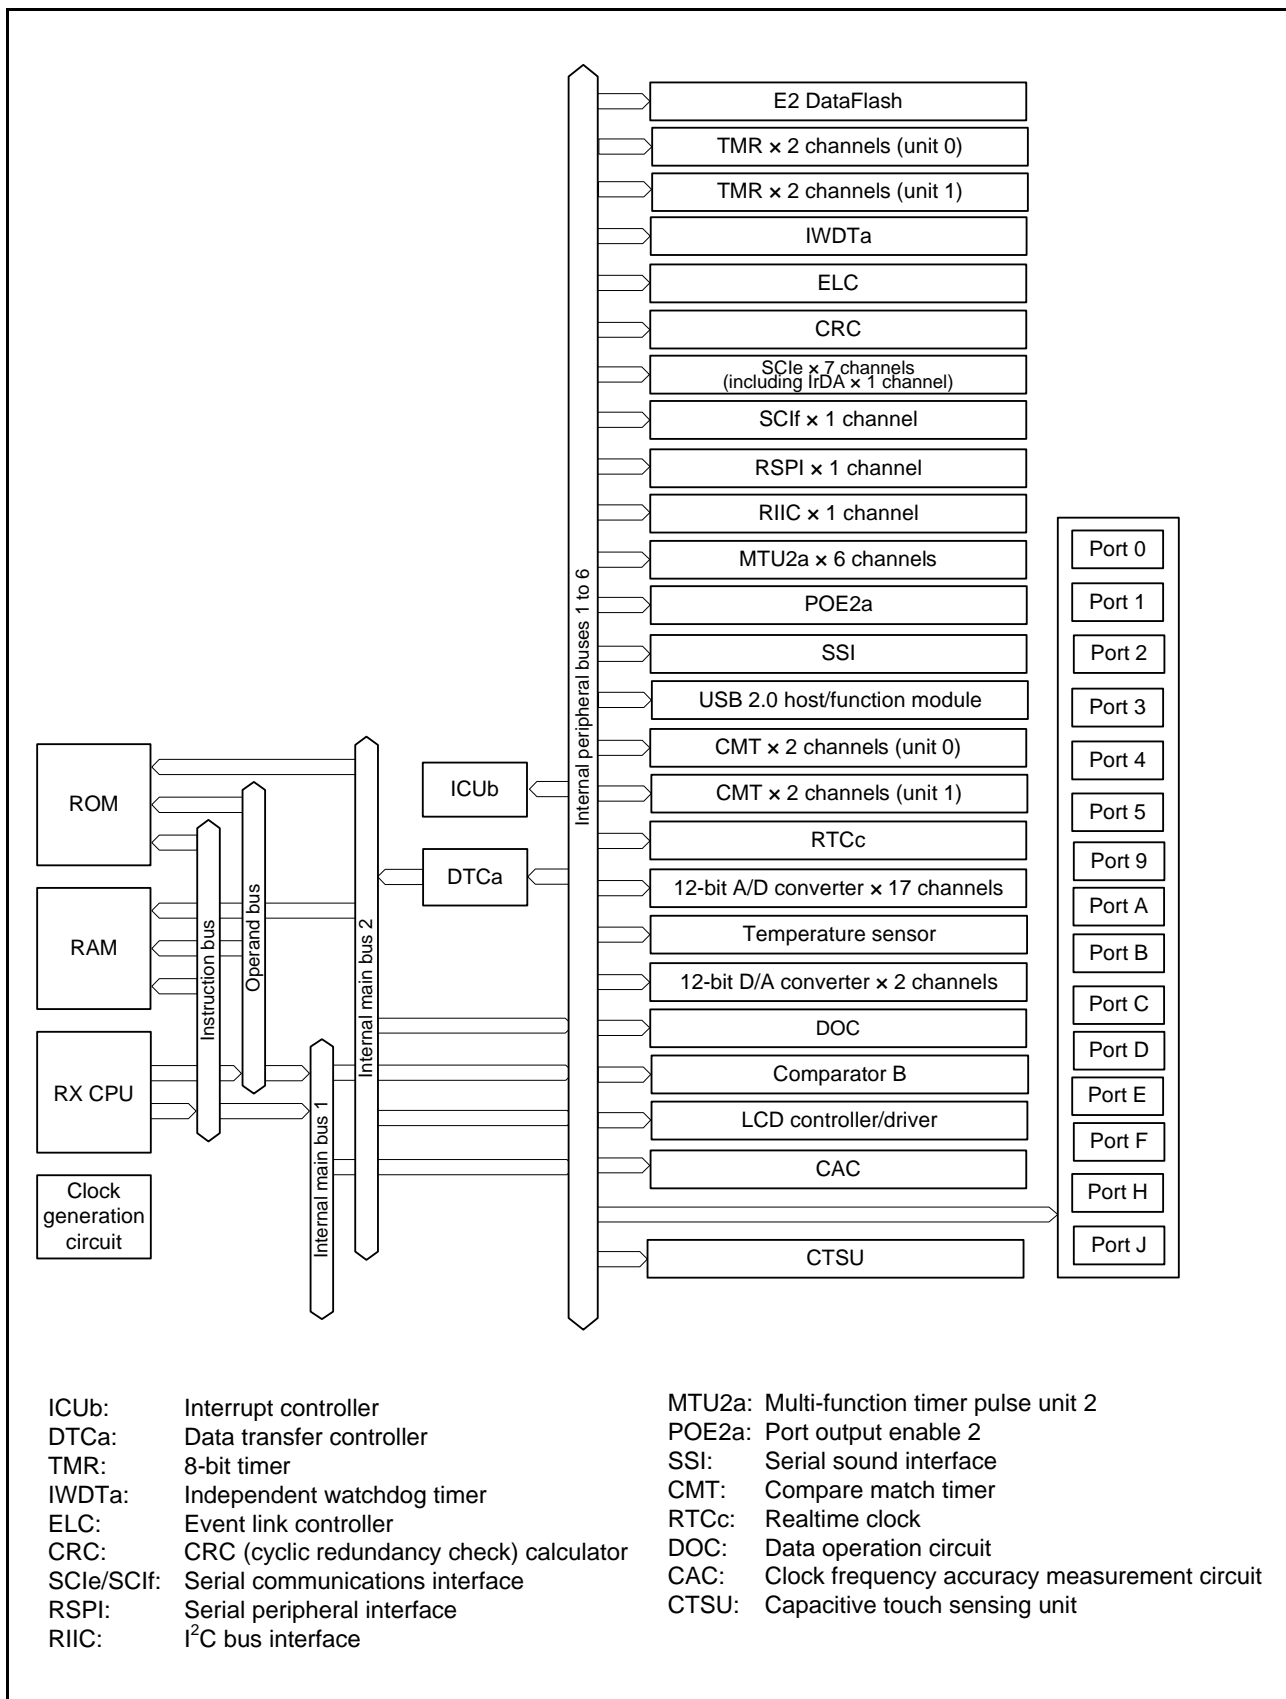 E2 DataFlash
TMR × 2 channels (unit 0)
TMR × 2 channels (unit 1)
IWDTa
ELC
CRC
SCIe × 7 channels
(including IrDA × 1 channel)
SCIf × 1 channel
RSPI × 1 channel
RIIC × 1 channel
MTU2a × 6 channels
POE2a
SSI
USB 2.0 host/function module
CMT × 2 channels (unit 0)
CMT × 2 channels (unit 1)
RTCc
12-bit A/D converter × 17 channels
Temperature sensor
12-bit D/A converter × 2 channels
DOC
Comparator B
LCD controller/driver
CAC
CTSU
Port 0
Port 1
Port 2
Port 3
Port 4
Port 5
Port 9
Port A
Port B
Port C
Port D
Port E
Port F
Port H
Port J
Internal peripheral buses 1 to 6
ICUb
DTCa
ROM
RAM
RX CPU
Clock
generation
circuit
Instruction bus
Operand bus
Internal main bus 1
Internal main bus 2
ICUb: Interrupt controller
DTCa: Data transfer controller
TMR: 8-bit timer
IWDTa: Independent watchdog timer
ELC: Event link controller
CRC: CRC (cyclic redundancy check) calculator
SCIe/SCIf: Serial communications interface
RSPI: Serial peripheral interface
RIIC: I²C bus interface
MTU2a: Multi-function timer pulse unit 2
POE2a: Port output enable 2
SSI: Serial sound interface
CMT: Compare match timer
RTCc: Realtime clock
DOC: Data operation circuit
CAC: Clock frequency accuracy measurement circuit
CTSU: Capacitive touch sensing unit